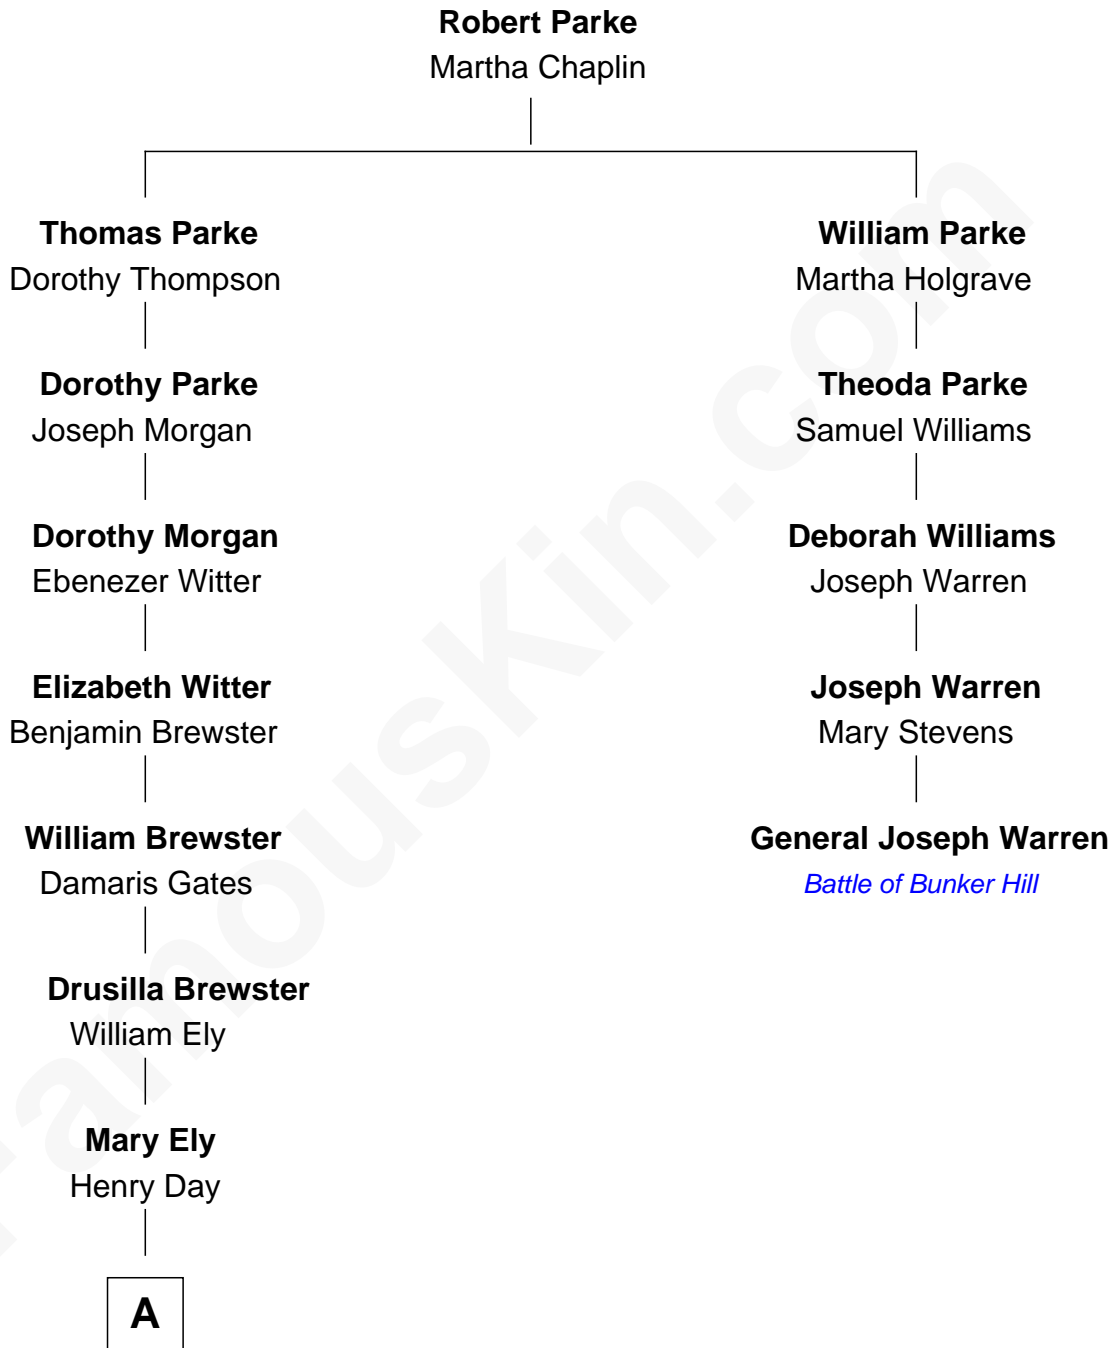 Robert Parke
Martha Chaplin
Thomas Parke
Dorothy Thompson
William Parke
Martha Holgrave
Dorothy Parke
Joseph Morgan
Theoda Parke
Samuel Williams
Dorothy Morgan
Ebenezer Witter
Deborah Williams
Joseph Warren
Elizabeth Witter
Benjamin Brewster
Joseph Warren
Mary Stevens
William Brewster
Damaris Gates
General Joseph Warren
Battle of Bunker Hill
Drusilla Brewster
William Ely
Mary Ely
Henry Day
A
FamousKin.com